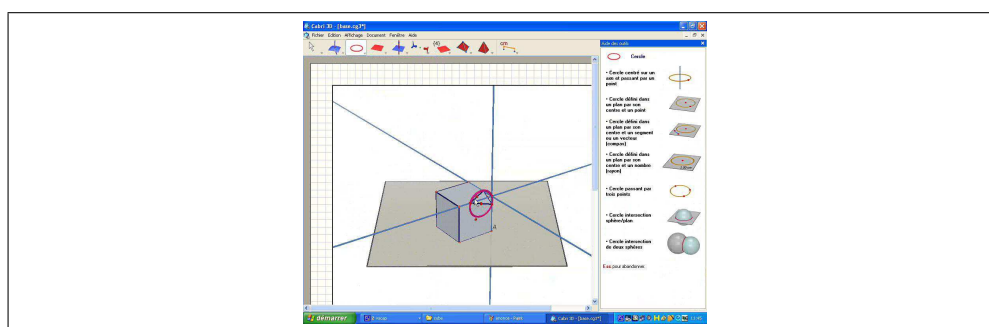 Cabri 3D - [base.cg3*]
Fichier Edition Affichage Document Fenêtre Aide
cm
Aide des outils
Cercle
• Cercle centré sur un
axe et passant par un
point
• Cercle défini dans
un plan par son
centre et un point
• Cercle défini dans
un plan par son
centre et un segment
ou un vecteur
(compas)
• Cercle défini dans
un plan par son
centre et un nombre
(rayon)
• Cercle passant par
trois points
• Cercle intersection
sphère/plan
• Cercle intersection
de deux sphères
Esc pour abandonner.
A
démarrer
cube
enonce - Paint
Cabri 3D - [base.cg3*]